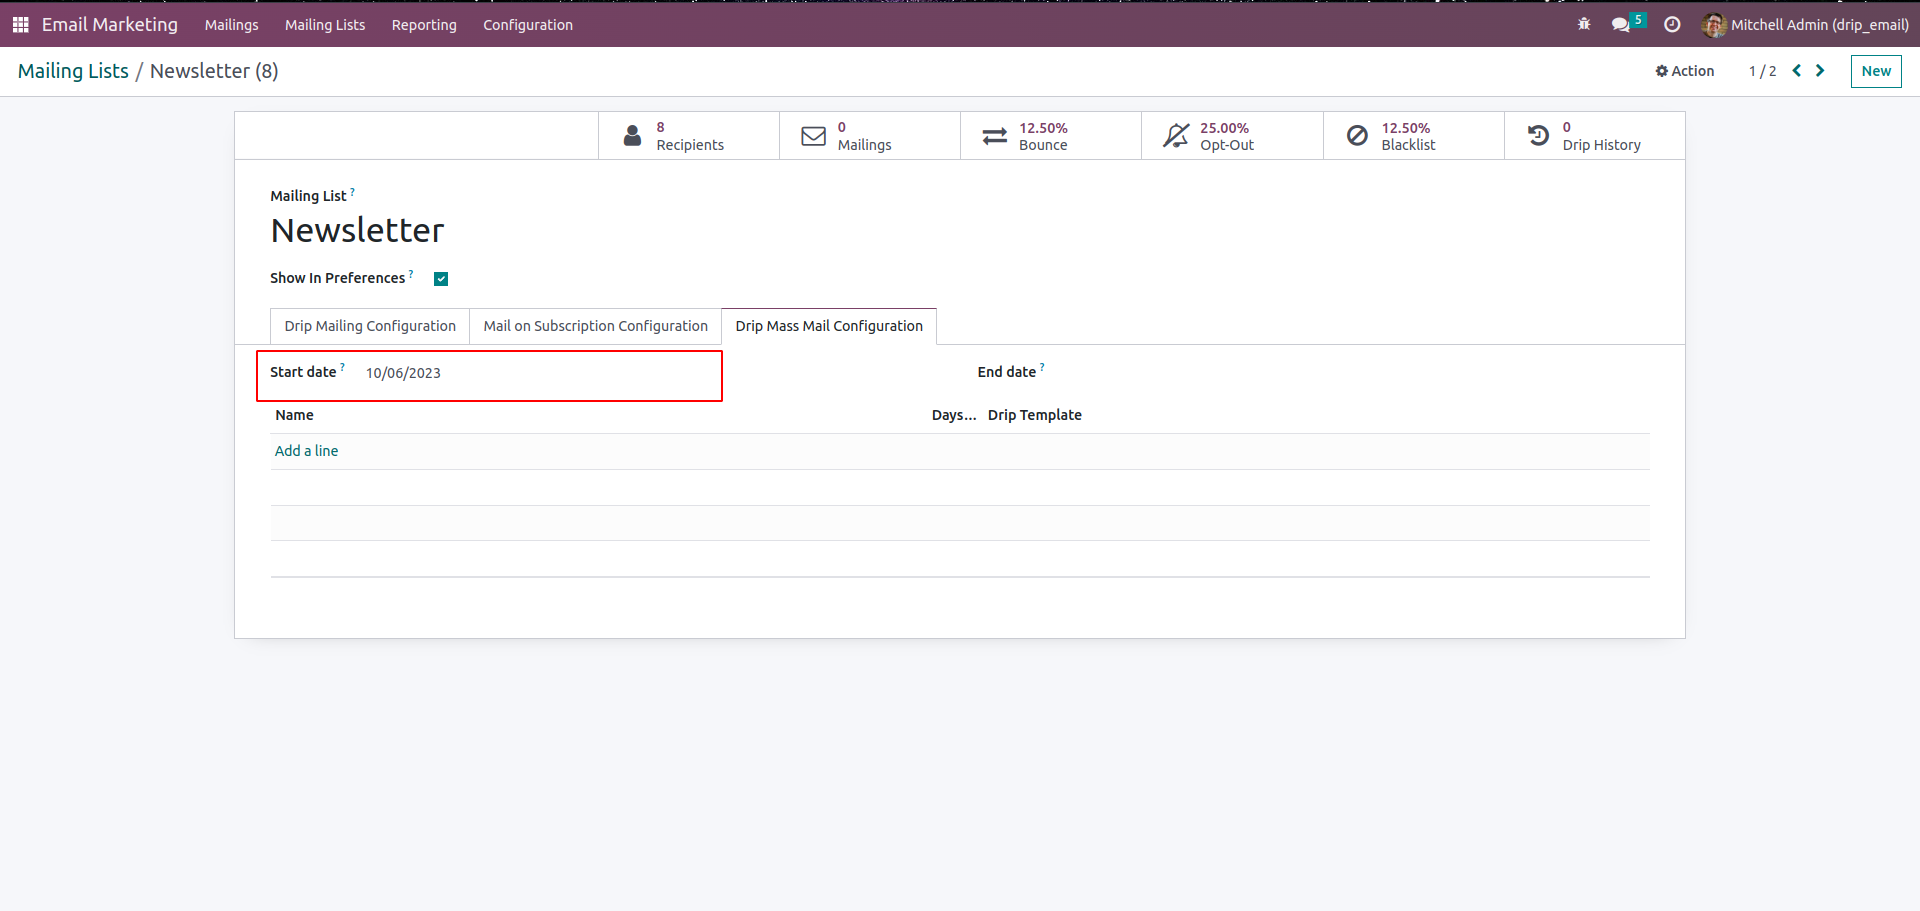 Email Marketing Mailings Mailing Lists Reporting Configuration 5 Mitchell Admin (drip_email)
Mailing Lists / Newsletter (8) Action 1 / 2 New
8 Recipients 0 Mailings 12.50% Bounce 25.00% Opt-Out 12.50% Blacklist 0 Drip History
Mailing List ?
Newsletter
Show In Preferences ?
Drip Mailing Configuration Mail on Subscription Configuration Drip Mass Mail Configuration
Start date ? 10/06/2023 End date ?
Name Days... Drip Template
Add a line